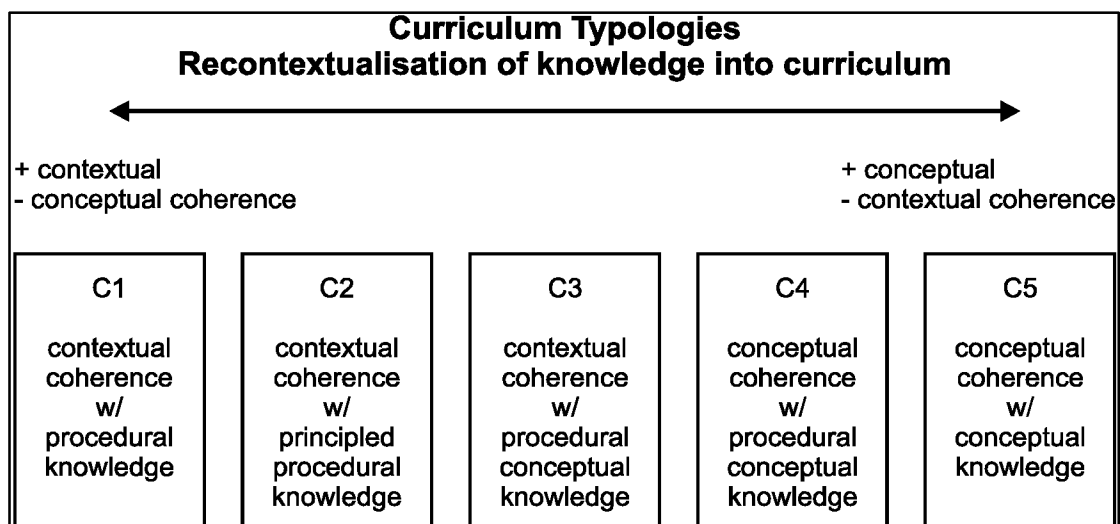 Curriculum Typologies
Recontextualisation of knowledge into curriculum
+ contextual
- conceptual coherence
+ conceptual
- contextual coherence
C1
contextual
coherence
w/
procedural
knowledge
C2
contextual
coherence
w/
principled
procedural
knowledge
C3
contextual
coherence
w/
procedural
conceptual
knowledge
C4
conceptual
coherence
w/
procedural
conceptual
knowledge
C5
conceptual
coherence
w/
conceptual
knowledge